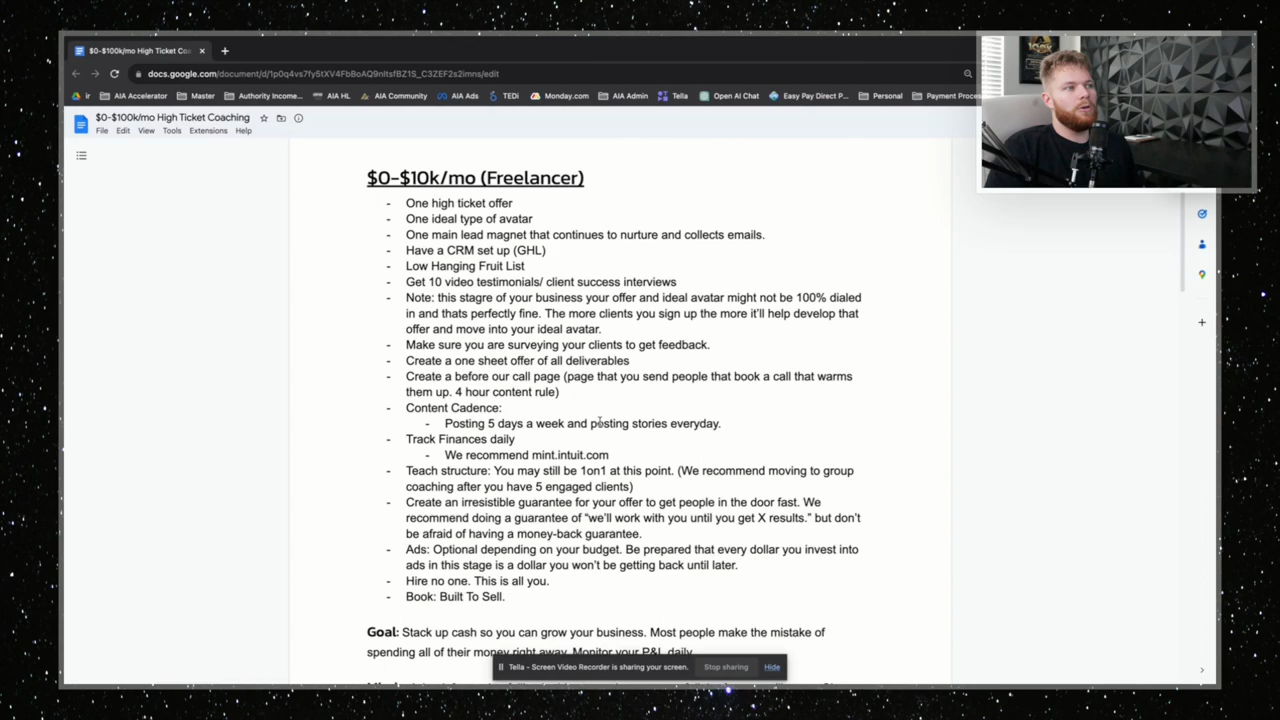 $0-$100k/mo High Ticket Coa
docs.google.com/document/d/1p0q4vs7fy5tXV4FbBoAQ9nItsfBZ1S_C3ZEF2s2imns/edit
ir AIA Accelerator Master Authority Income... AIA HL AIA Community AIA Ads TEDi Monday.com AIA Admin Tella Open AI Chat Easy Pay Direct P... Personal Payment Proces
$0-$100k/mo High Ticket Coaching
File Edit View Tools Extensions Help
$0-$10k/mo (Freelancer)
- One high ticket offer
- One ideal type of avatar
- One main lead magnet that continues to nurture and collects emails.
- Have a CRM set up (GHL)
- Low Hanging Fruit List
- Get 10 video testimonials/ client success interviews
- Note: this stagre of your business your offer and ideal avatar might not be 100% dialed
in and thats perfectly fine. The more clients you sign up the more it'll help develop that
offer and move into your ideal avatar.
- Make sure you are surveying your clients to get feedback.
- Create a one sheet offer of all deliverables
- Create a before our call page (page that you send people that book a call that warms
them up. 4 hour content rule)
- Content Cadence:
- Posting 5 days a week and posting stories everyday.
- Track Finances daily
- We recommend mint.intuit.com
- Teach structure: You may still be 1on1 at this point. (We recommend moving to group
coaching after you have 5 engaged clients)
- Create an irresistible guarantee for your offer to get people in the door fast. We
recommend doing a guarantee of “we'll work with you until you get X results.” but don't
be afraid of having a money-back guarantee.
- Ads: Optional depending on your budget. Be prepared that every dollar you invest into
ads in this stage is a dollar you won't be getting back until later.
- Hire no one. This is all you.
- Book: Built To Sell.
Goal: Stack up cash so you can grow your business. Most people make the mistake of
spending all of their money right away. Monitor your P&L daily
Tella - Screen Video Recorder is sharing your screen. Stop sharing Hide